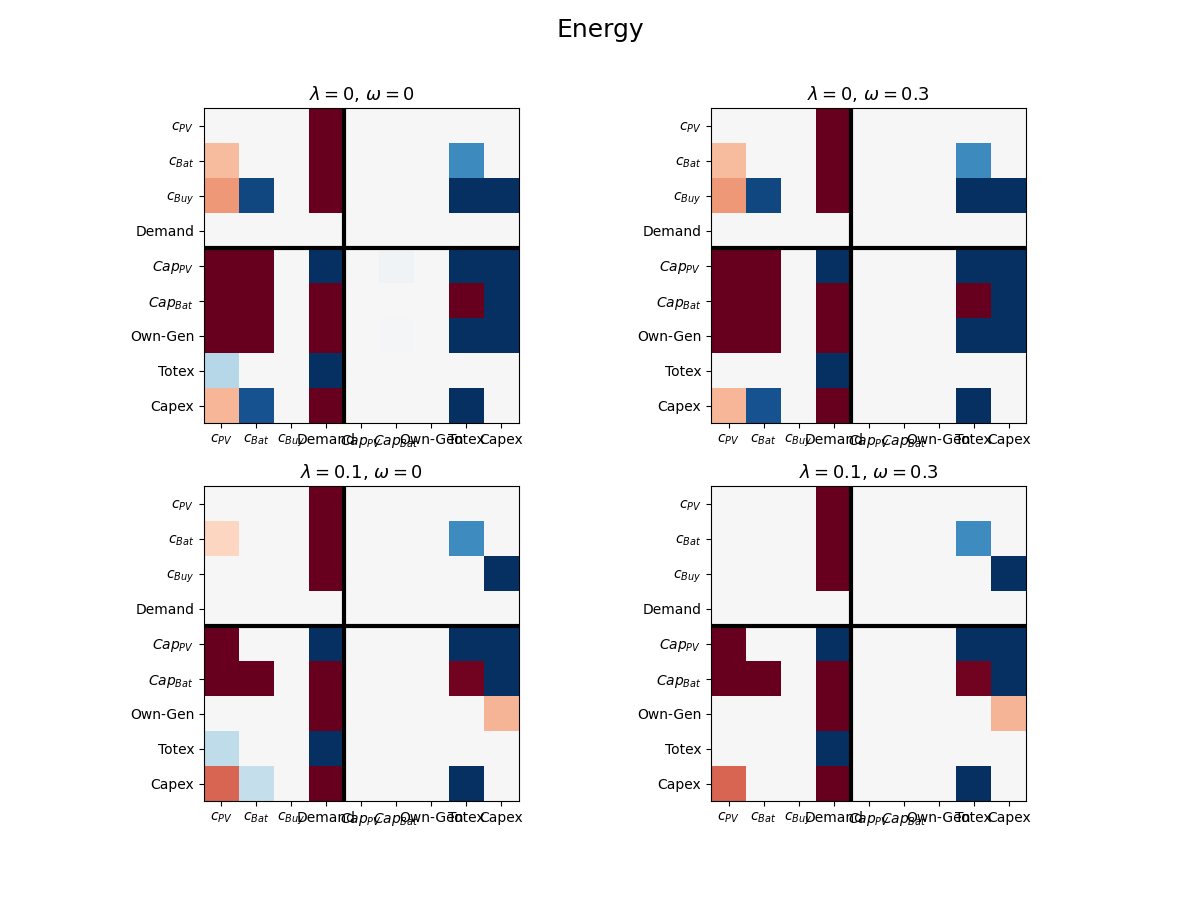 Energy
λ = 0, ω = 0
c_PV
c_Bat
c_Buy
Demand
Cap_PV
Cap_Bat
Own-Gen
Totex
Capex
c_PV c_Bat c_Buy Demand Cap_PV Cap_Bat Own-Gen Totex Capex
λ = 0, ω = 0.3
c_PV
c_Bat
c_Buy
Demand
Cap_PV
Cap_Bat
Own-Gen
Totex
Capex
c_PV c_Bat c_Buy Demand Cap_PV Cap_Bat Own-Gen Totex Capex
λ = 0.1, ω = 0
c_PV
c_Bat
c_Buy
Demand
Cap_PV
Cap_Bat
Own-Gen
Totex
Capex
c_PV c_Bat c_Buy Demand Cap_PV Cap_Bat Own-Gen Totex Capex
λ = 0.1, ω = 0.3
c_PV
c_Bat
c_Buy
Demand
Cap_PV
Cap_Bat
Own-Gen
Totex
Capex
c_PV c_Bat c_Buy Demand Cap_PV Cap_Bat Own-Gen Totex Capex